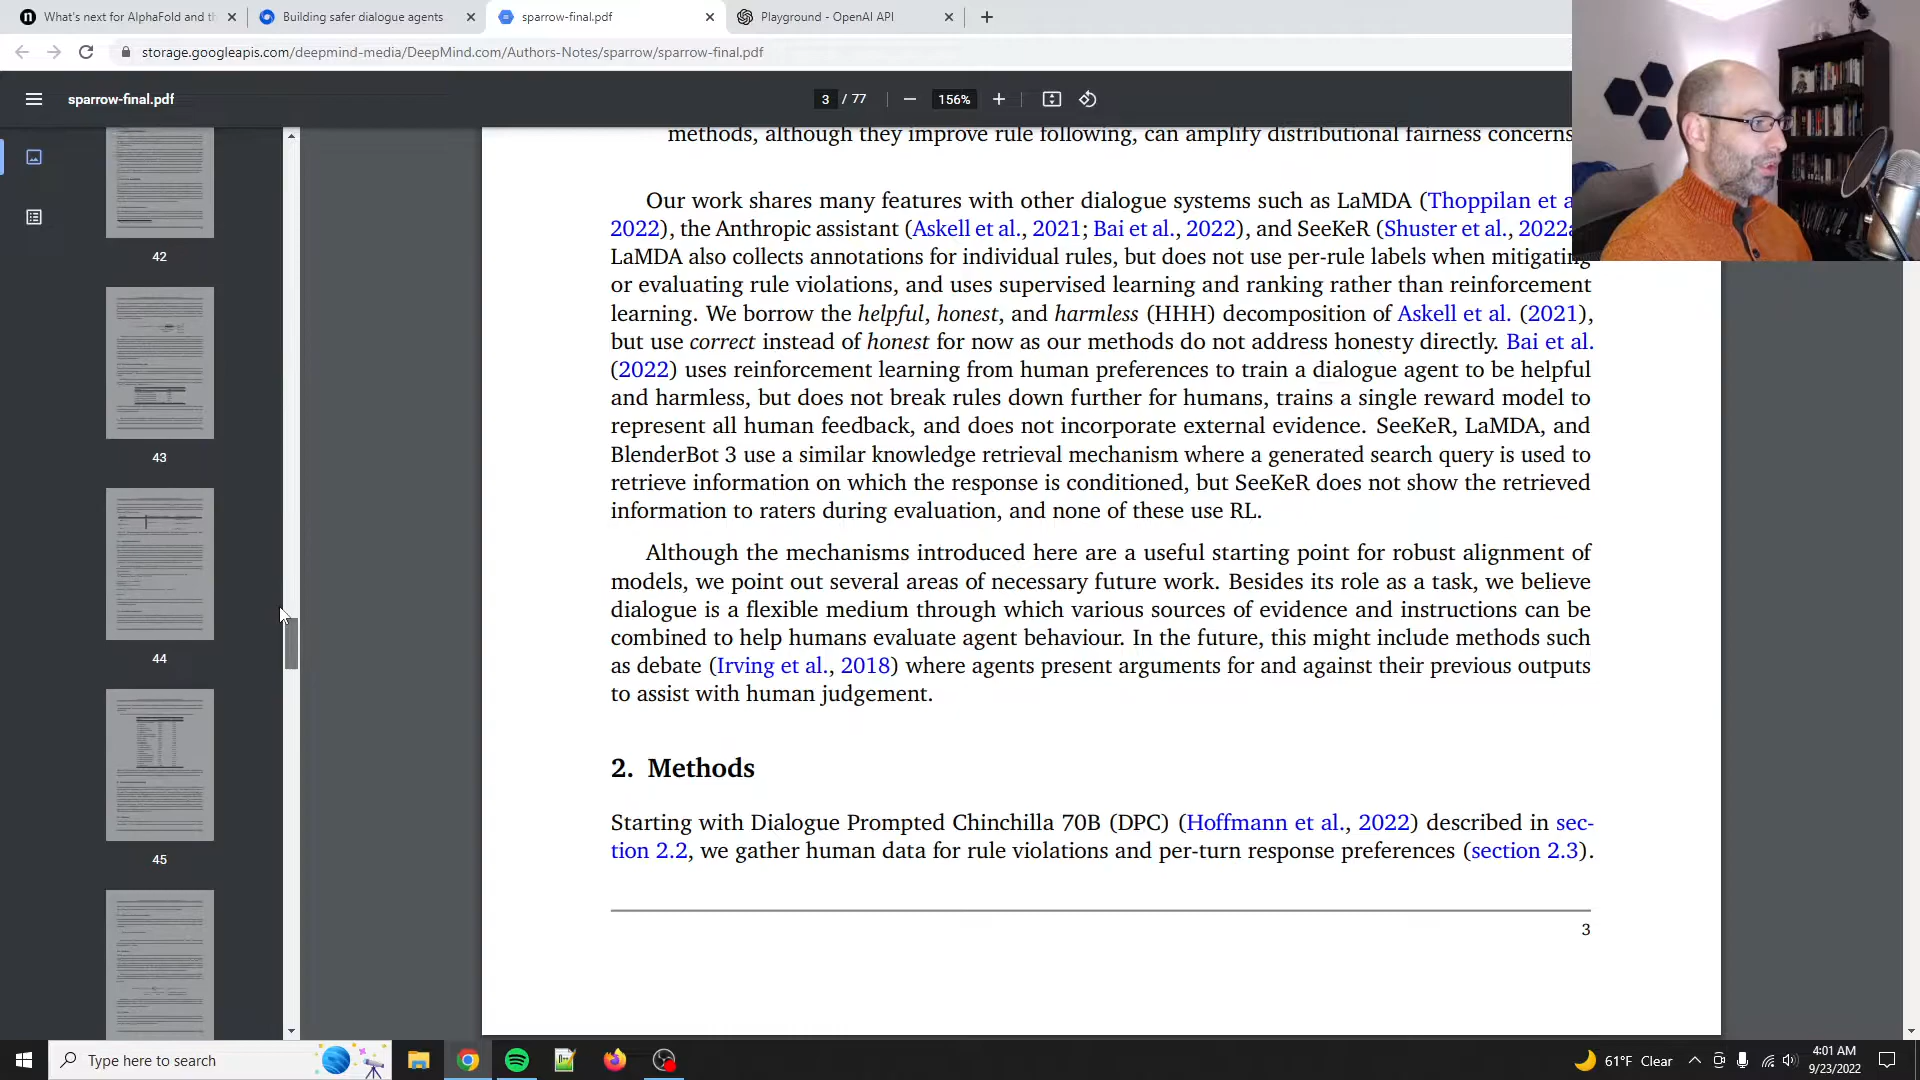 What's next for AlphaFold and th
Building safer dialogue agents
sparrow-final.pdf
Playground - OpenAI API
storage.googleapis.com/deepmind-media/DeepMind.com/Authors-Notes/sparrow/sparrow-final.pdf
sparrow-final.pdf
3 / 77
156%
42
43
44
45
methods, although they improve rule following, can amplify distributional fairness concerns
Our work shares many features with other dialogue systems such as LaMDA (Thoppilan et a
2022), the Anthropic assistant (Askell et al., 2021; Bai et al., 2022), and SeeKeR (Shuster et al., 2022a
LaMDA also collects annotations for individual rules, but does not use per-rule labels when mitigating
or evaluating rule violations, and uses supervised learning and ranking rather than reinforcement
learning. We borrow the helpful, honest, and harmless (HHH) decomposition of Askell et al. (2021),
but use correct instead of honest for now as our methods do not address honesty directly. Bai et al.
(2022) uses reinforcement learning from human preferences to train a dialogue agent to be helpful
and harmless, but does not break rules down further for humans, trains a single reward model to
represent all human feedback, and does not incorporate external evidence. SeeKeR, LaMDA, and
BlenderBot 3 use a similar knowledge retrieval mechanism where a generated search query is used to
retrieve information on which the response is conditioned, but SeeKeR does not show the retrieved
information to raters during evaluation, and none of these use RL.
Although the mechanisms introduced here are a useful starting point for robust alignment of
models, we point out several areas of necessary future work. Besides its role as a task, we believe
dialogue is a flexible medium through which various sources of evidence and instructions can be
combined to help humans evaluate agent behaviour. In the future, this might include methods such
as debate (Irving et al., 2018) where agents present arguments for and against their previous outputs
to assist with human judgement.
2. Methods
Starting with Dialogue Prompted Chinchilla 70B (DPC) (Hoffmann et al., 2022) described in sec-
tion 2.2, we gather human data for rule violations and per-turn response preferences (section 2.3).
3
Type here to search
61°F Clear
4:01 AM
9/23/2022